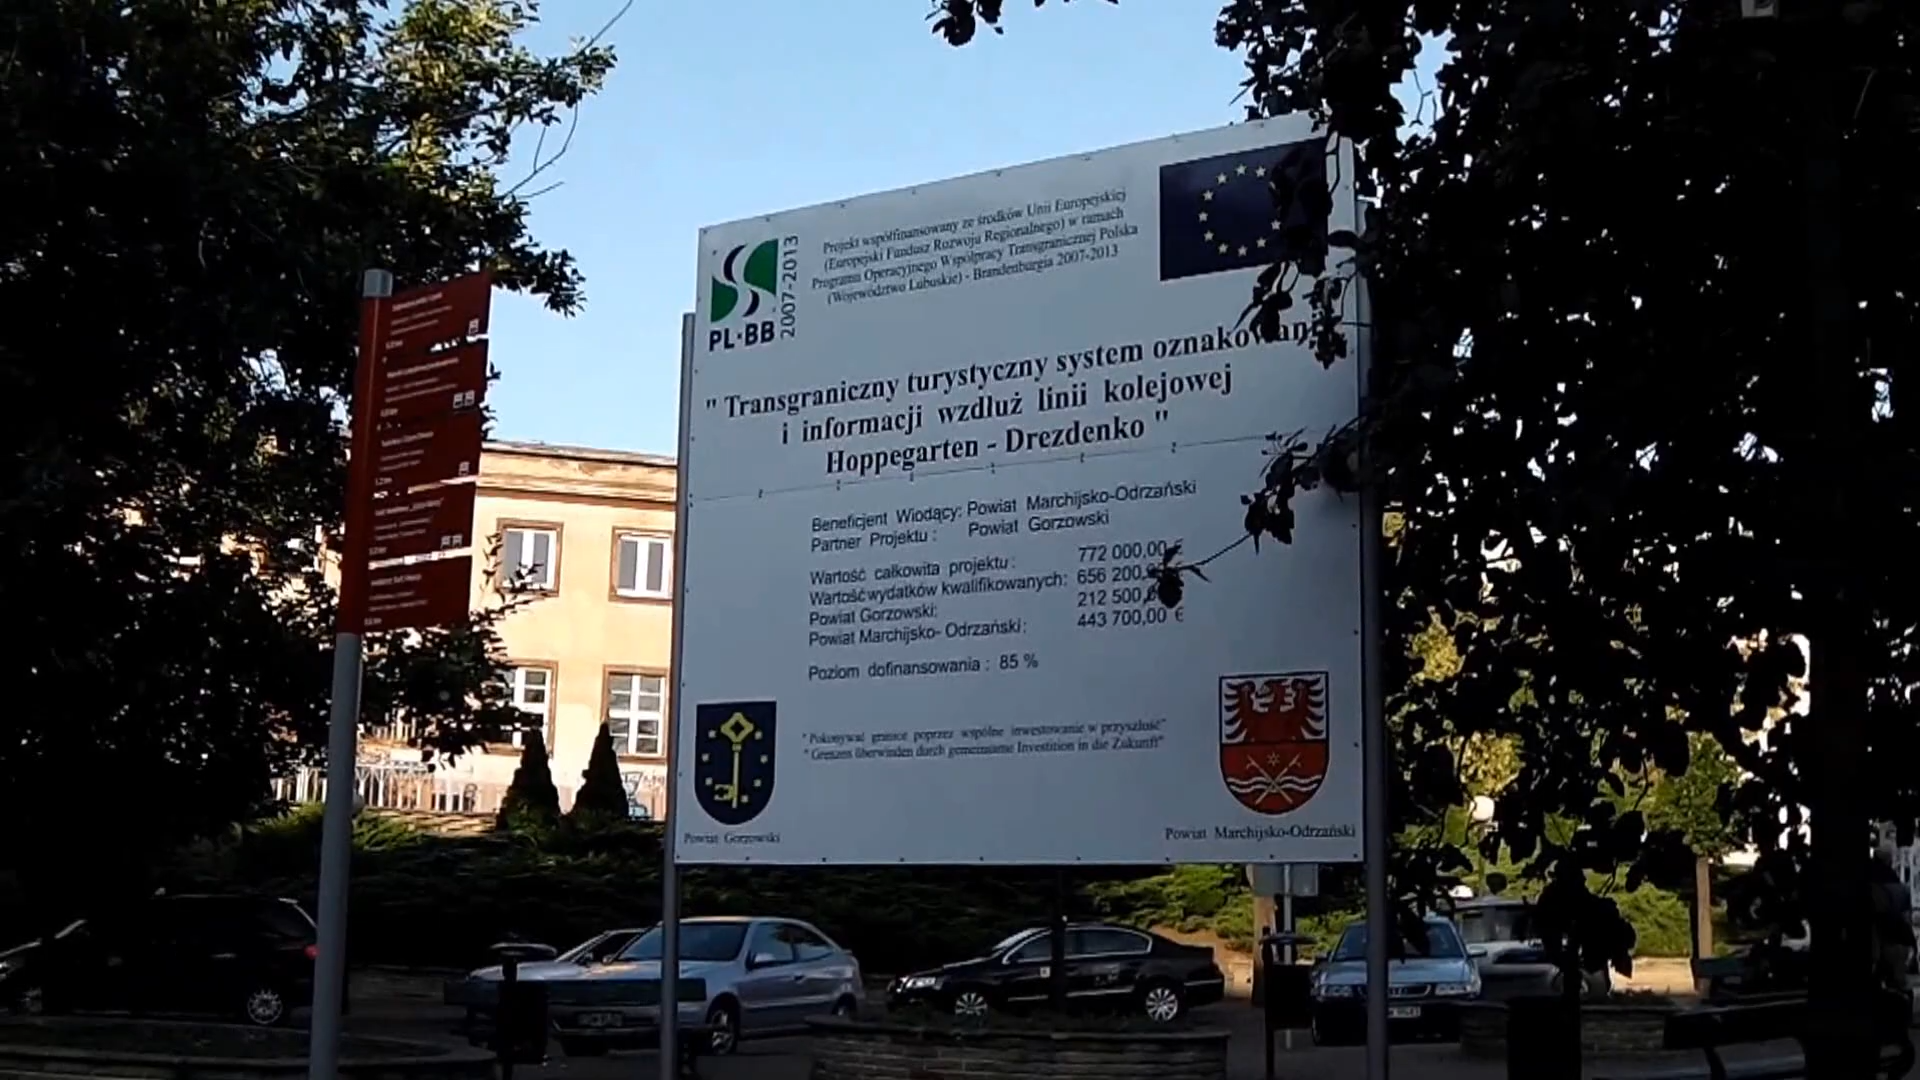 PL-BB
2007-2013
Projekt współfinansowany ze środków Unii Europejskiej
(Europejski Fundusz Rozwoju Regionalnego) w ramach
Programu Operacyjnego Współpracy Transgranicznej Polska
(Województwo Lubuskie) - Brandenburgia 2007-2013
" Transgraniczny turystyczny system oznakowani
i informacji wzdłuż linii kolejowej
Hoppegarten - Drezdenko "
Beneficjent Wiodący: Powiat Marchijsko-Odrzański
Partner Projektu : Powiat Gorzowski
Wartość całkowita projektu : 772 000,00 €
Wartość wydatków kwalifikowanych: 656 200,
Powiat Gorzowski: 212 500,
Powiat Marchijsko- Odrzański: 443 700,00 €
Poziom dofinansowania : 85 %
" Pokonywać granice poprzez wspólne inwestowanie w przyszłość"
" Grenzen überwinden durch gemeinsame Investition in die Zukunft"
Powiat Gorzowski
Powiat Marchijsko-Odrzański